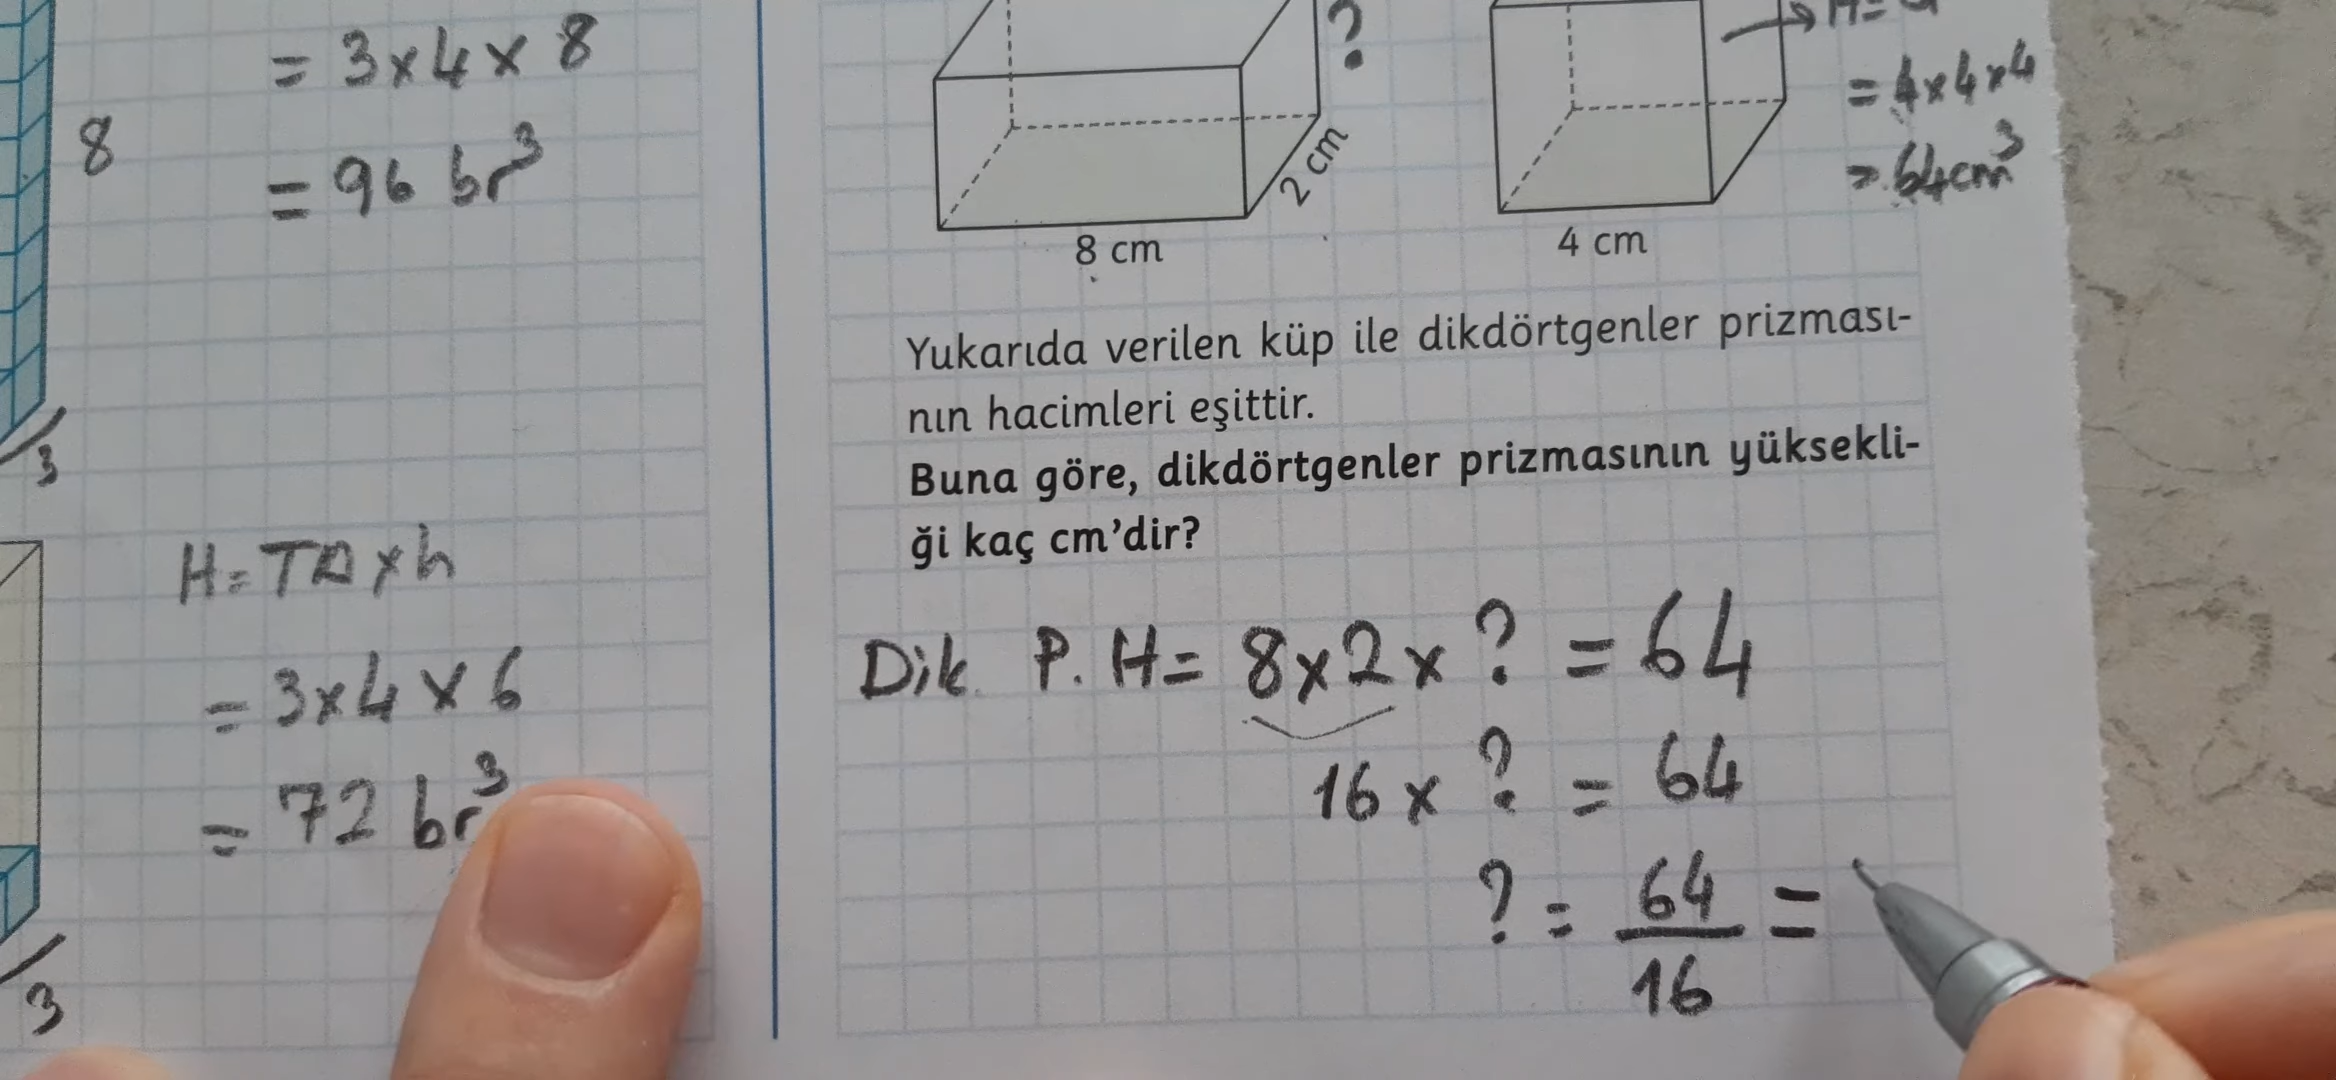 = 3x4x8
8
= 96 br³
3
H = TA x h
= 3x4x6
= 72 br³
3
?
2 cm
8 cm
= 4x4x4
= 64cm³
4 cm
Yukarıda verilen küp ile dikdörtgenler prizması-
nın hacimleri eşittir.
Buna göre, dikdörtgenler prizmasının yüksekli-
ği kaç cm'dir?
Dik. P. H = 8x2x ? = 64
16 x ? = 64
? = 64/16 =